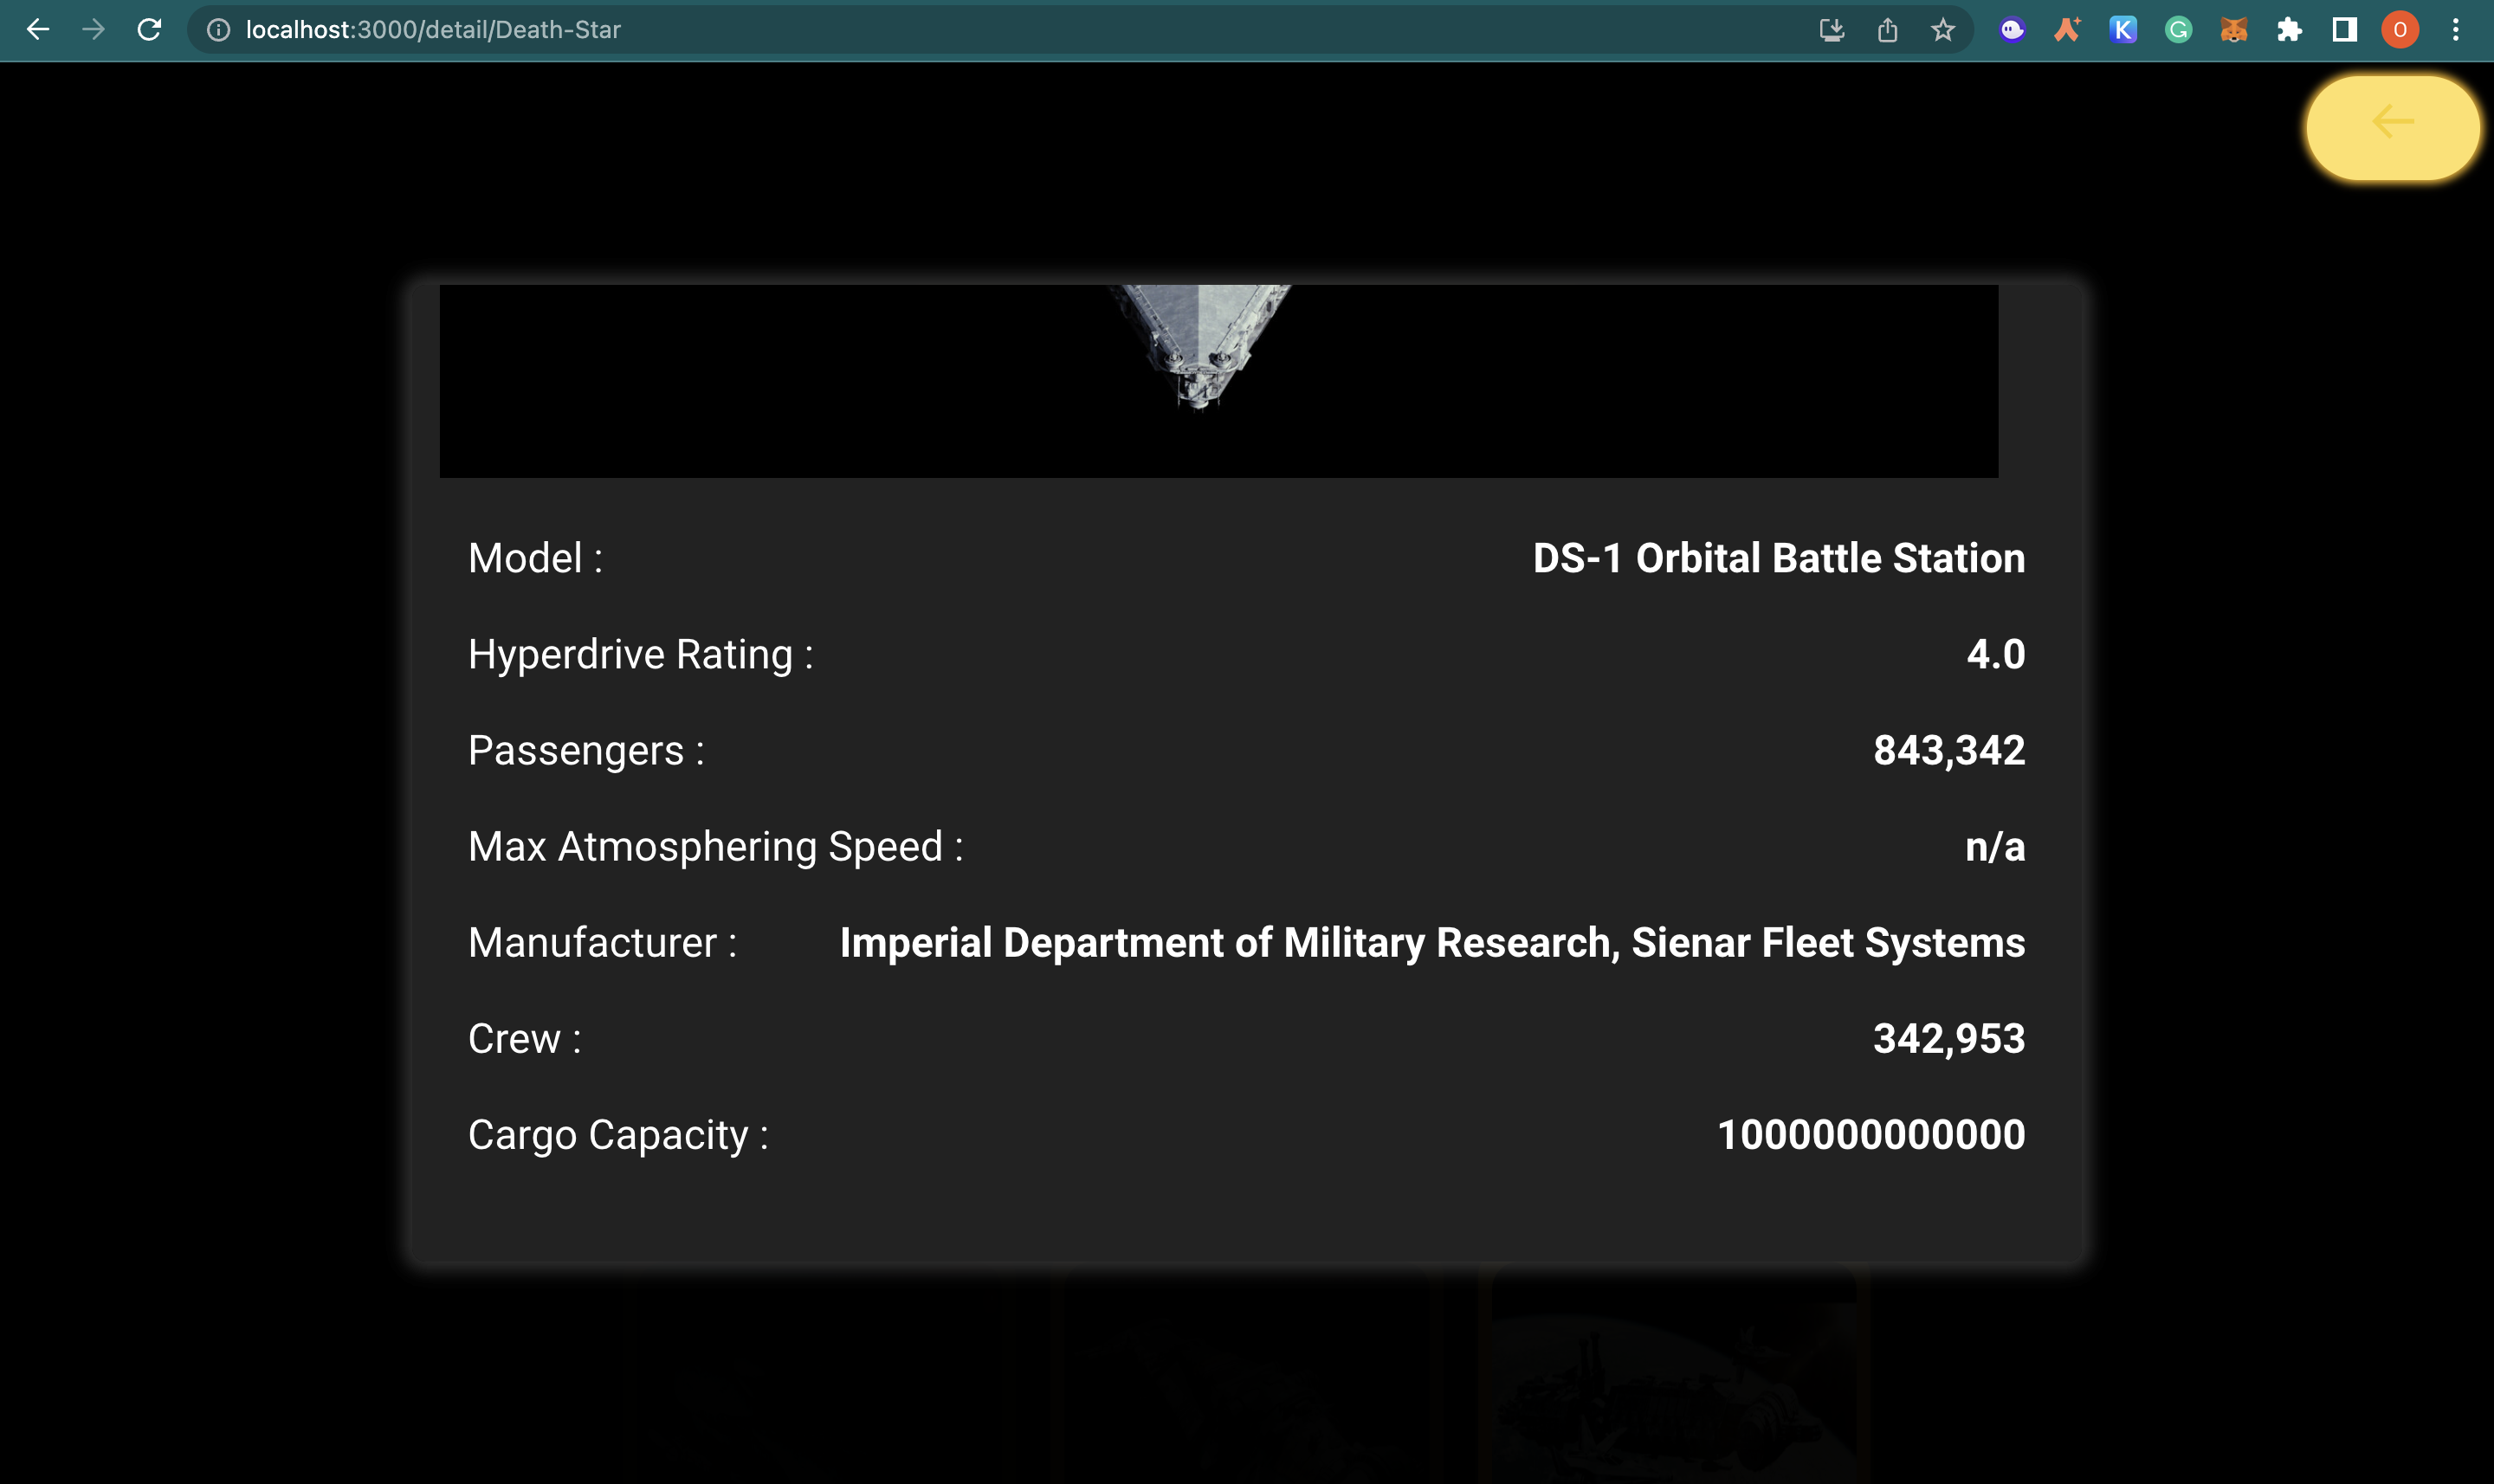 localhost:3000/detail/Death-Star
K
G
O
Model : DS-1 Orbital Battle Station
Hyperdrive Rating : 4.0
Passengers : 843,342
Max Atmosphering Speed : n/a
Manufacturer : Imperial Department of Military Research, Sienar Fleet Systems
Crew : 342,953
Cargo Capacity : 1000000000000